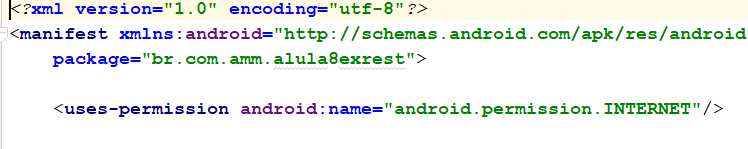 <?xml version="1.0" encoding="utf-8"?>
<manifest xmlns:android="http://schemas.android.com/apk/res/android
package="br.com.amm.alula8exrest">
<uses-permission android:name="android.permission.INTERNET"/>